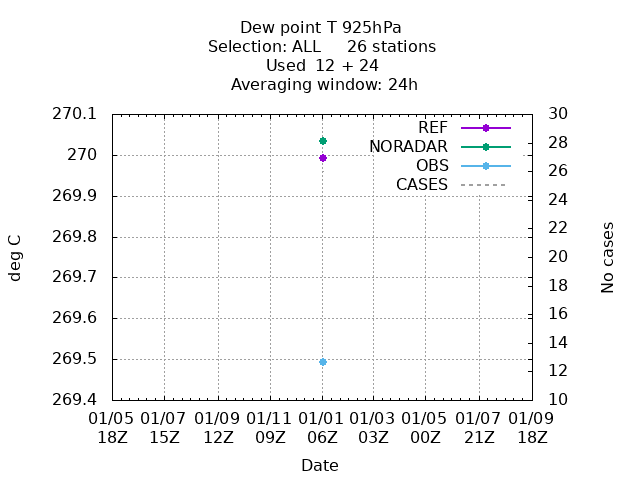 Dew point T 925hPa
Selection: ALL     26 stations
Used  12 + 24
Averaging window: 24h
REF
NORADAR
OBS
CASES
270.1
270
269.9
269.8
269.7
269.6
269.5
269.4
deg C
30
28
26
24
22
20
18
16
14
12
10
No cases
01/05 01/07 01/09 01/11 01/01 01/03 01/05 01/07 01/09
18Z 15Z 12Z 09Z 06Z 03Z 00Z 21Z 18Z
Date